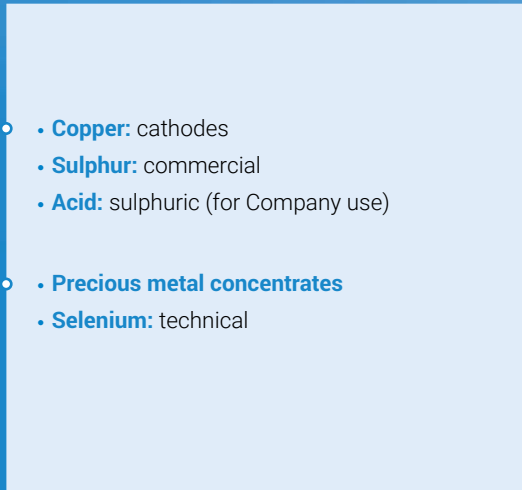 • Copper: cathodes
• Sulphur: commercial
• Acid: sulphuric (for Company use)
• Precious metal concentrates
• Selenium: technical